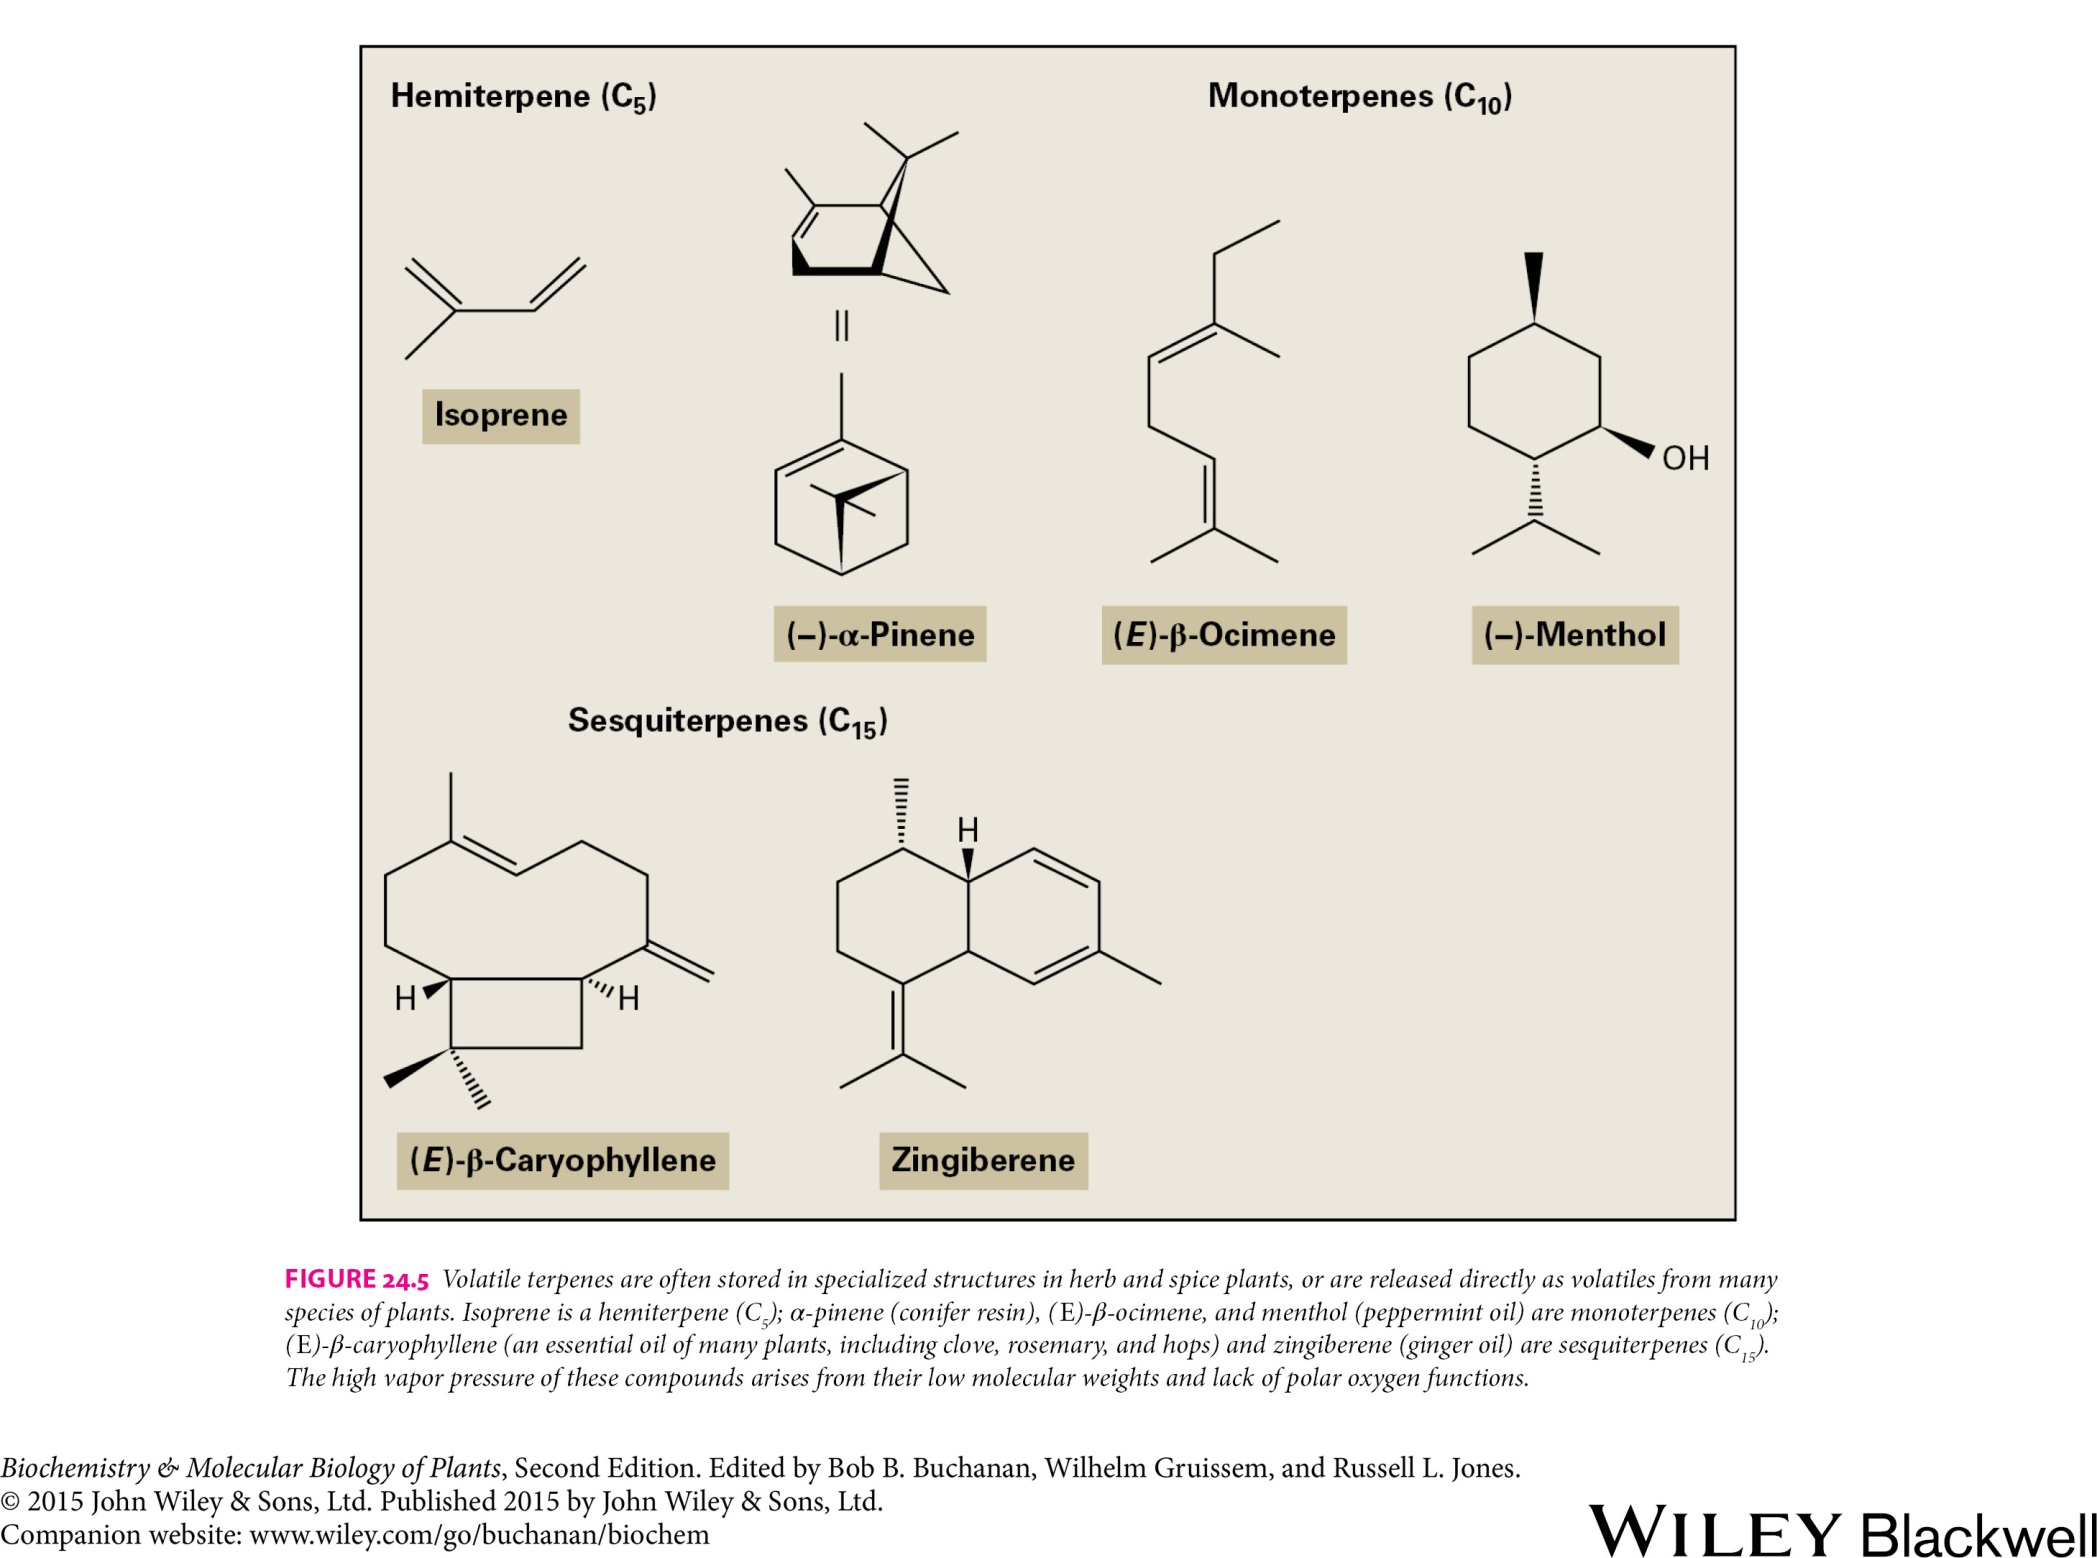 Hemiterpene (C5)
Monoterpenes (C10)
Isoprene
OH
(–)-α-Pinene
(E)-β-Ocimene
(–)-Menthol
Sesquiterpenes (C15)
H
H
H
(E)-β-Caryophyllene
Zingiberene
FIGURE 24.5 Volatile terpenes are often stored in specialized structures in herb and spice plants, or are released directly as volatiles from many
species of plants. Isoprene is a hemiterpene (C5); α-pinene (conifer resin), (E)-β-ocimene, and menthol (peppermint oil) are monoterpenes (C10);
(E)-β-caryophyllene (an essential oil of many plants, including clove, rosemary, and hops) and zingiberene (ginger oil) are sesquiterpenes (C15).
The high vapor pressure of these compounds arises from their low molecular weights and lack of polar oxygen functions.
Biochemistry & Molecular Biology of Plants, Second Edition. Edited by Bob B. Buchanan, Wilhelm Gruissem, and Russell L. Jones.
© 2015 John Wiley & Sons, Ltd. Published 2015 by John Wiley & Sons, Ltd.
Companion website: www.wiley.com/go/buchanan/biochem
WILEY Blackwell